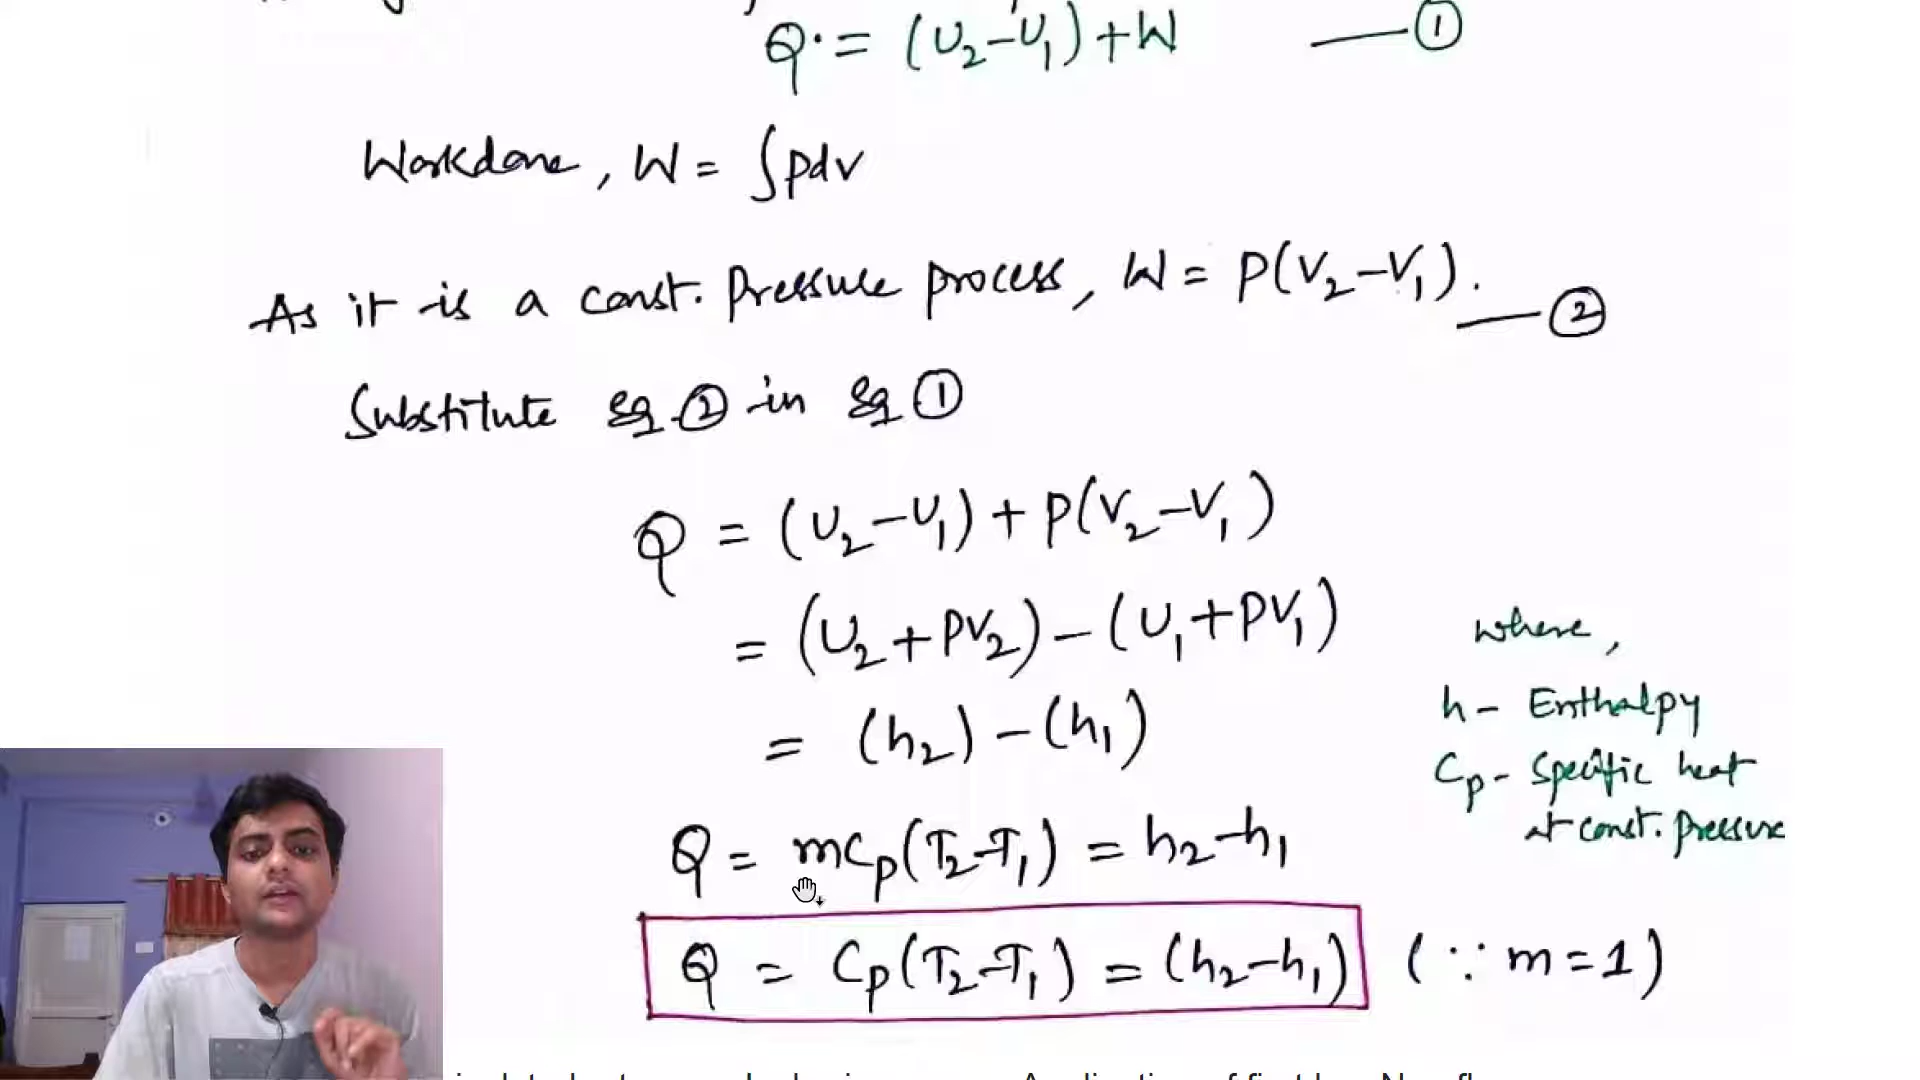 Q = (U₂-U₁)+W ——①
Workdone, W = ∫pdv
As it is a const. pressure process, W = P(V₂-V₁). ——②
Substitute Eq ② in Eq ①
Q = (U₂-U₁)+P(V₂-V₁)
= (U₂+PV₂)-(U₁+PV₁)
= (h₂)-(h₁)
Q = mCp(T₂-T₁) = h₂-h₁
Q = Cp(T₂-T₁) = (h₂-h₁) (∵ m=1)
where,
h - Enthalpy
Cp - Specific heat
at const. pressure